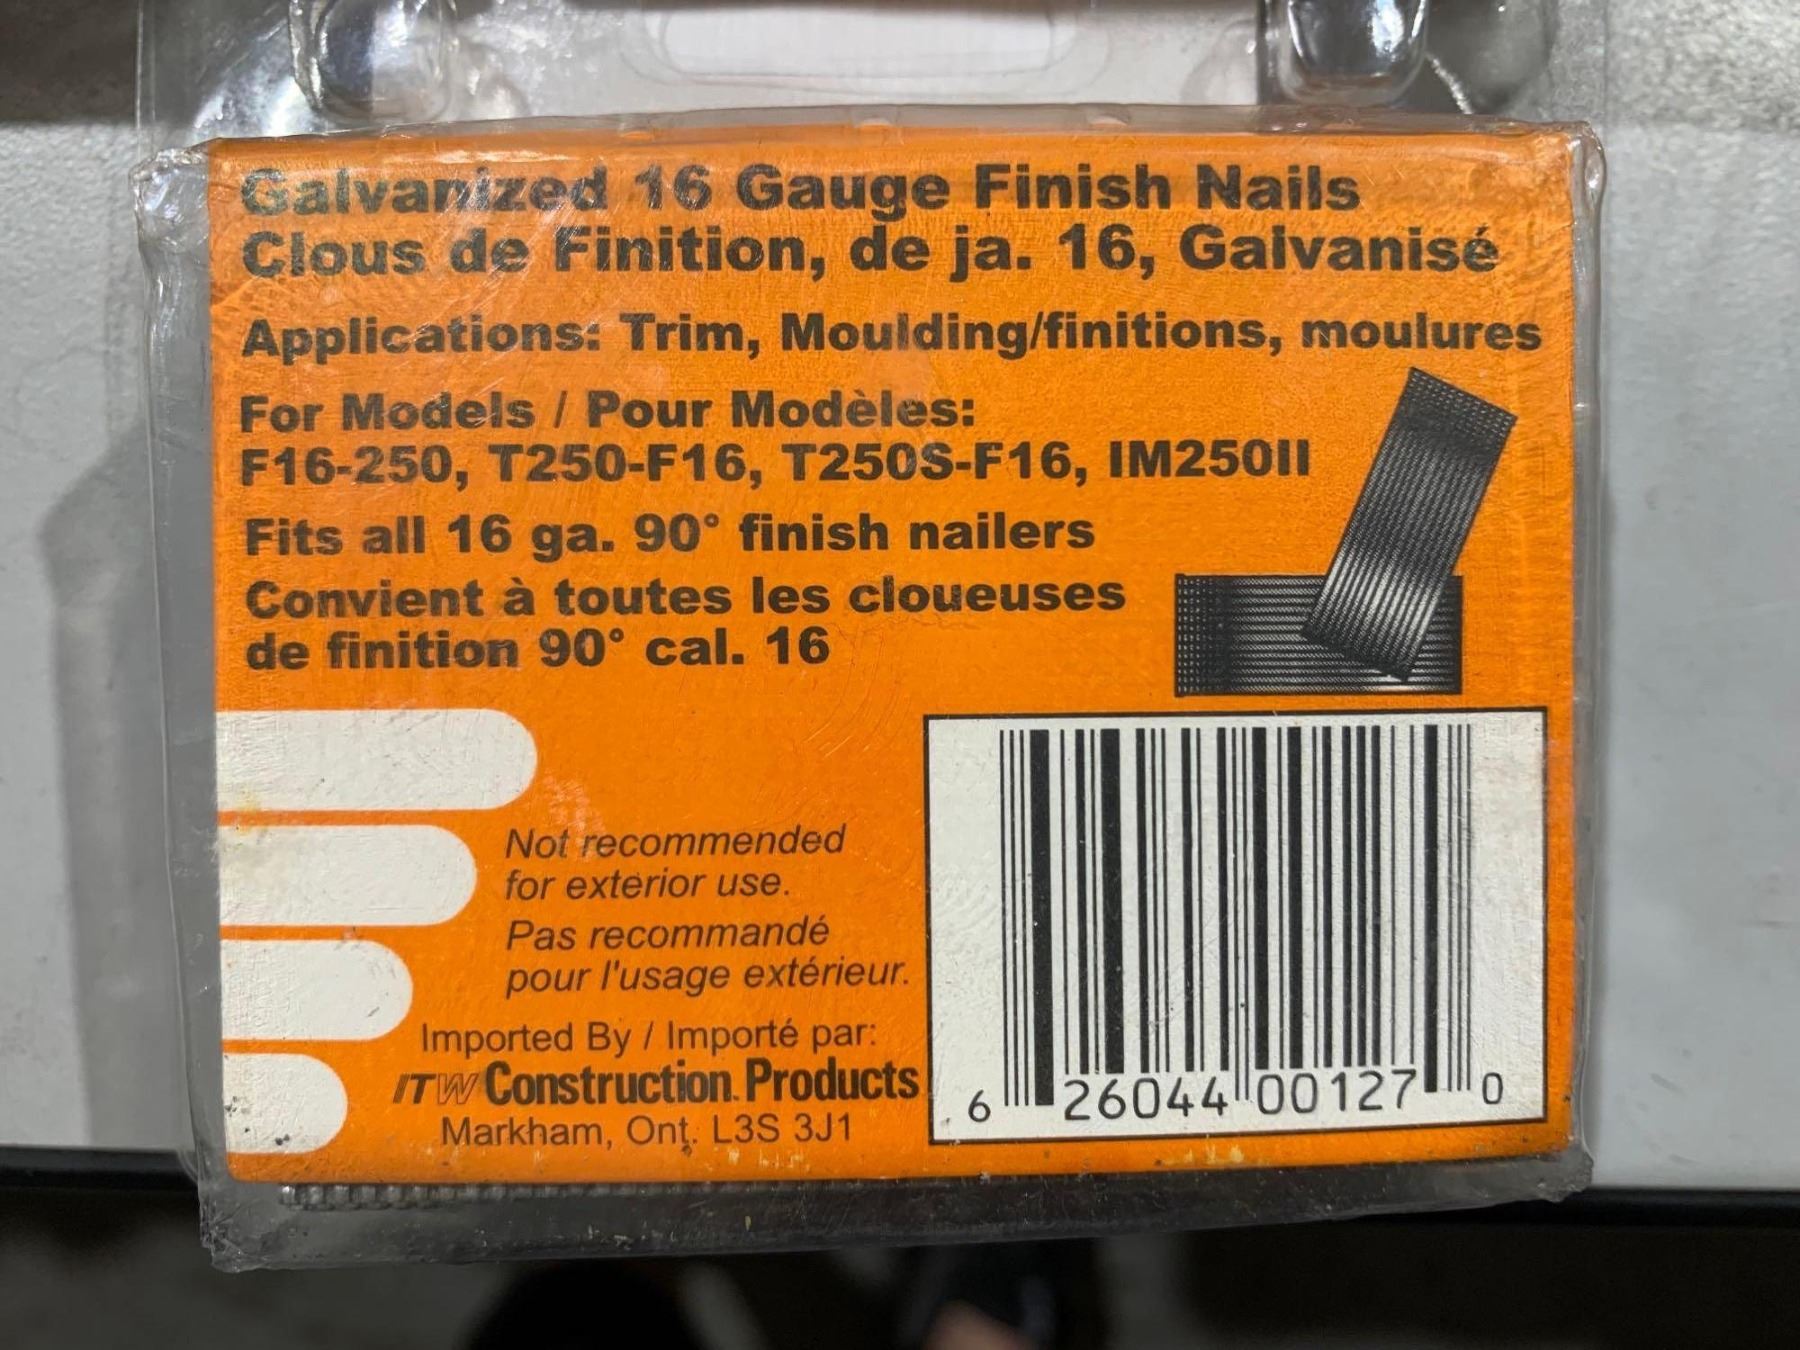 Galvanized 16 Gauge Finish Nails
Clous de Finition, de ja. 16, Galvanisé
Applications: Trim, Moulding/finitions, moulures
For Models / Pour Modèles:
F16-250, T250-F16, T250S-F16, IM250II
Fits all 16 ga. 90° finish nailers
Convient à toutes les cloueuses
de finition 90° cal. 16
Not recommended
for exterior use.
Pas recommandé
pour l'usage extérieur.
Imported By / Importé par:
ITW Construction Products
Markham, Ont. L3S 3J1
6 26044 00127 0